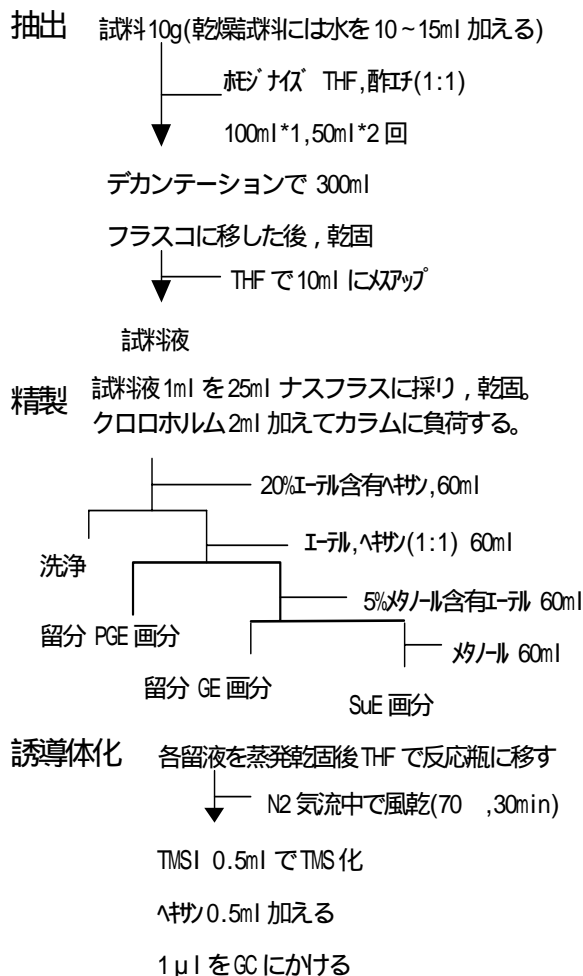 抽出 試料10g(乾燥試料には水を10~15ml加える)
ﾎﾓｼﾞﾅｲｽﾞ THF,酢ｴﾁ(1:1)
100ml*1,50ml*2回
デカンテーションで 300ml
フラスコに移した後，乾固
THFで10mlにﾒｽｱｯﾌﾟ
試料液
精製 試料液1mlを25mlナスフラスに採り，乾固。
クロロホルム2ml加えてカラムに負荷する。
20%ｴｰﾃﾙ含有ﾍｷｻﾝ,60ml
ｴｰﾃﾙ,ﾍｷｻﾝ(1:1) 60ml
洗浄
5%ﾒﾀﾉｰﾙ含有ｴｰﾃﾙ 60ml
留分 PGE画分
ﾒﾀﾉｰﾙ 60ml
留分 GE画分
SuE画分
誘導体化 各留液を蒸発乾固後THFで反応瓶に移す
N2気流中で風乾(70 ,30min)
TMSI 0.5mlでTMS化
ﾍｷｻﾝ0.5ml加える
1μlをGCにかける